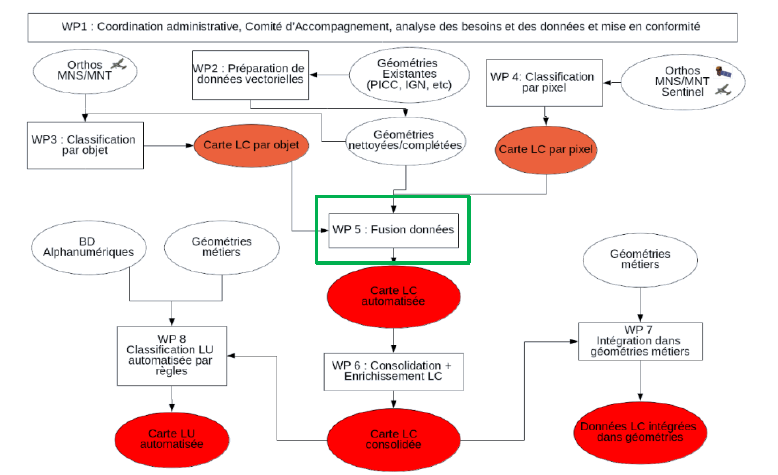 WP1 : Coordination administrative, Comité d'Accompagnement, analyse des besoins et des données et mise en conformité
Orthos
MNS/MNT
WP2 : Préparation de
données vectorielles
Géométries
Existantes
(PICC, IGN, etc)
WP 4: Classification
par pixel
Orthos
MNS/MNT
Sentinel
WP3 : Classification
par objet
Carte LC par objet
Géométries
nettoyées/complétées
Carte LC par pixel
WP 5 : Fusion données
BD
Alphanumériques
Géométries
métiers
Géométries
métiers
Carte LC
automatisée
WP 8
Classification LU
automatisée par
règles
WP 6 : Consolidation +
Enrichissement LC
WP 7
Intégration dans
géométries métiers
Carte LU
automatisée
Carte LC
consolidée
Données LC intégrées
dans géométries